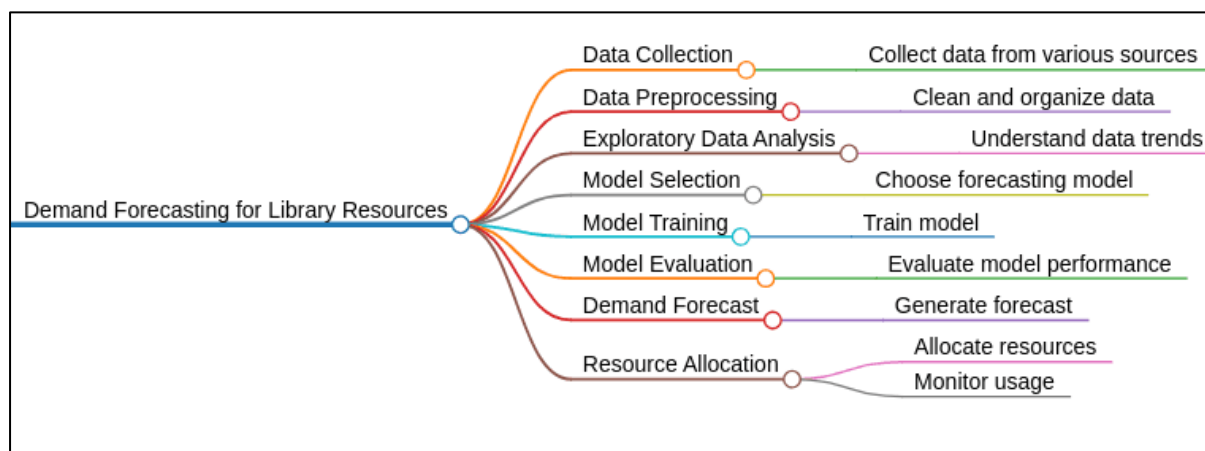 Demand Forecasting for Library Resources
Data Collection
Collect data from various sources
Data Preprocessing
Clean and organize data
Exploratory Data Analysis
Understand data trends
Model Selection
Choose forecasting model
Model Training
Train model
Model Evaluation
Evaluate model performance
Demand Forecast
Generate forecast
Resource Allocation
Allocate resources
Monitor usage